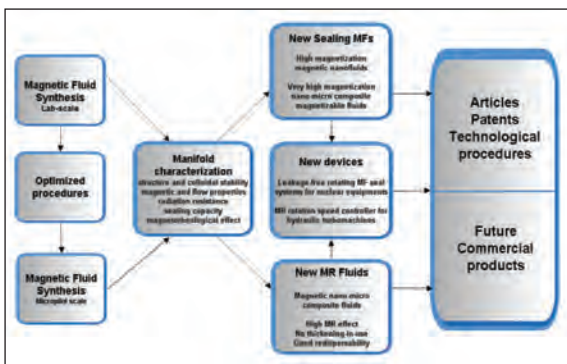 Magnetic Fluid
Synthesis
Lab-scale
Optimized
procedures
Magnetic Fluid
Synthesis
Micropilot scale
Manifold
characterization
structure and colloidal stability
magnetic and flow properties
radiation resistance
sealing capacity
magnetorheological effect
New Sealing MFs
High magnetization
magnetic nanofluids
Very high magnetization
nano-micro composite
magnetizable fluids
New devices
Leakage-free rotating MF seal
systems for nuclear equipments
MR rotation speed controller for
hydraulic turbomachines
New MR Fluids
Magnetic nano-micro
composite fluids
High MR effect
No thickening in-use
Good redispersability
Articles
Patents
Technological
procedures
Future
Commercial
products